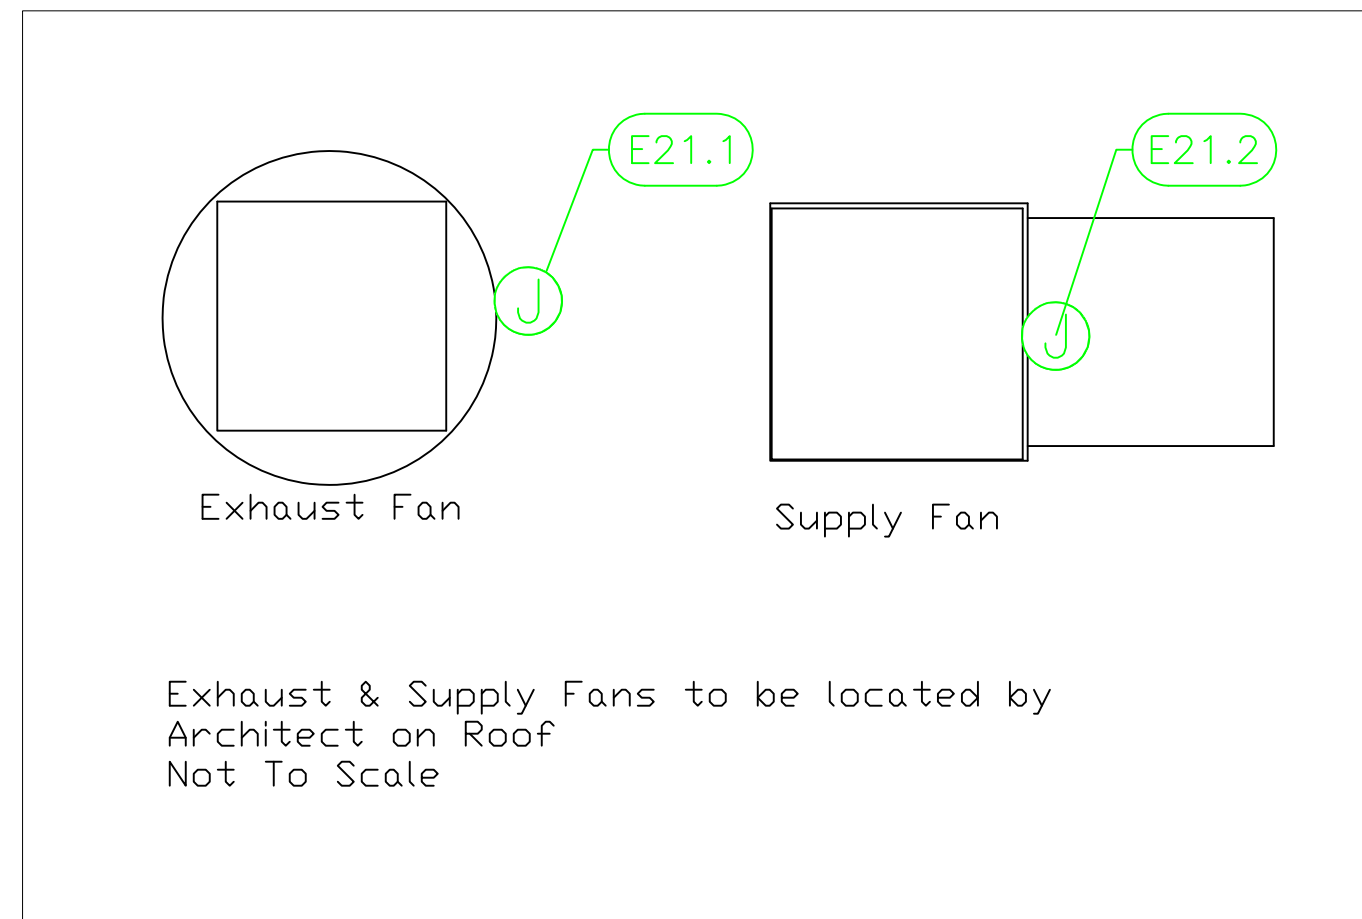 E21.1
E21.2
J
J
Exhaust Fan
Supply Fan
Exhaust & Supply Fans to be located by
Architect on Roof
Not To Scale